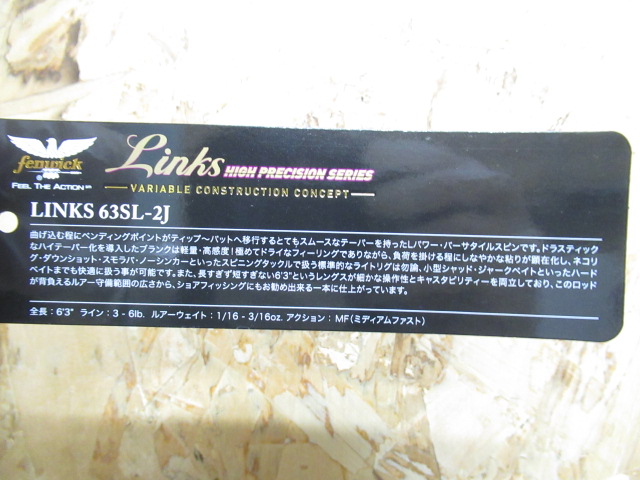 fenwick
®
FEEL THE ACTION SM
Links HIGH PRECISION SERIES
VARIABLE CONSTRUCTION CONCEPT
LINKS 63SL-2J
曲げ込む程にベンディングポイントがティップ〜バットへ移行するとてもスムースなテーパーを持ったLパワー・バーサタイルスピンです。ドラスティック
なハイテーパー化を導入したブランクは軽量・高感度!極めてドライなフィーリングでありながら、負荷を掛ける程にしなやかな粘りが顕在化し、ネコリ
グ・ダウンショット・スモラバ・ノーシンカーといったスピニングタックルで扱う標準的なライトリグは勿論、小型シャッド・ジャークベイトといったハード
ベイトまでも快適に扱う事が可能です。また、長すぎず短すぎない6'3"というレングスが細かな操作性とキャスタビリティーを両立しており、このロッド
が背負えるルアー守備範囲の広さから、ショアフィッシングにもお勧め出来る一本に仕上がっています。
全長:6'3" ライン:3 - 6lb. ルアーウェイト:1/16 - 3/16oz. アクション:MF(ミディアムファスト)